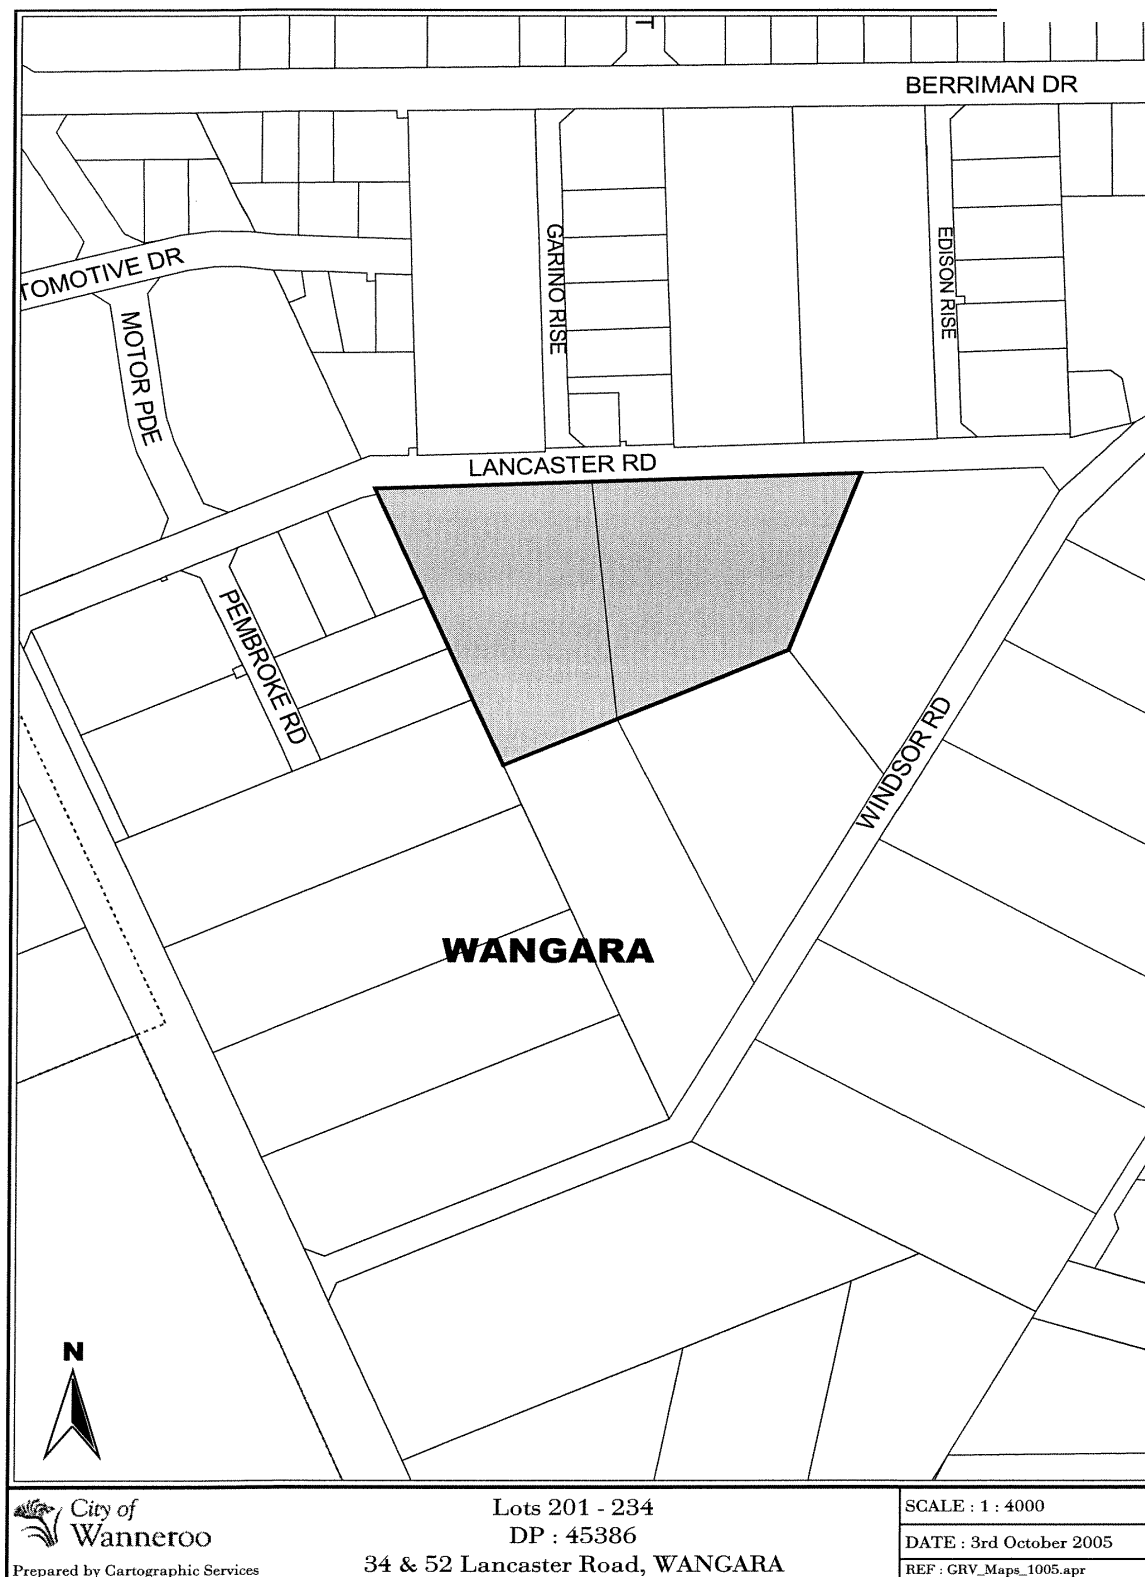 T
BERRIMAN DR
GARINO RISE
EDISON RISE
TOMOTIVE DR
MOTOR PDE
LANCASTER RD
PEMBROKE RD
WINDSOR RD
WANGARA
N
City of
Wanneroo
Prepared by Cartographic Services
Lots 201 - 234
DP : 45386
34 & 52 Lancaster Road, WANGARA
SCALE : 1 : 4000
DATE : 3rd October 2005
REF : GRV_Maps_1005.apr